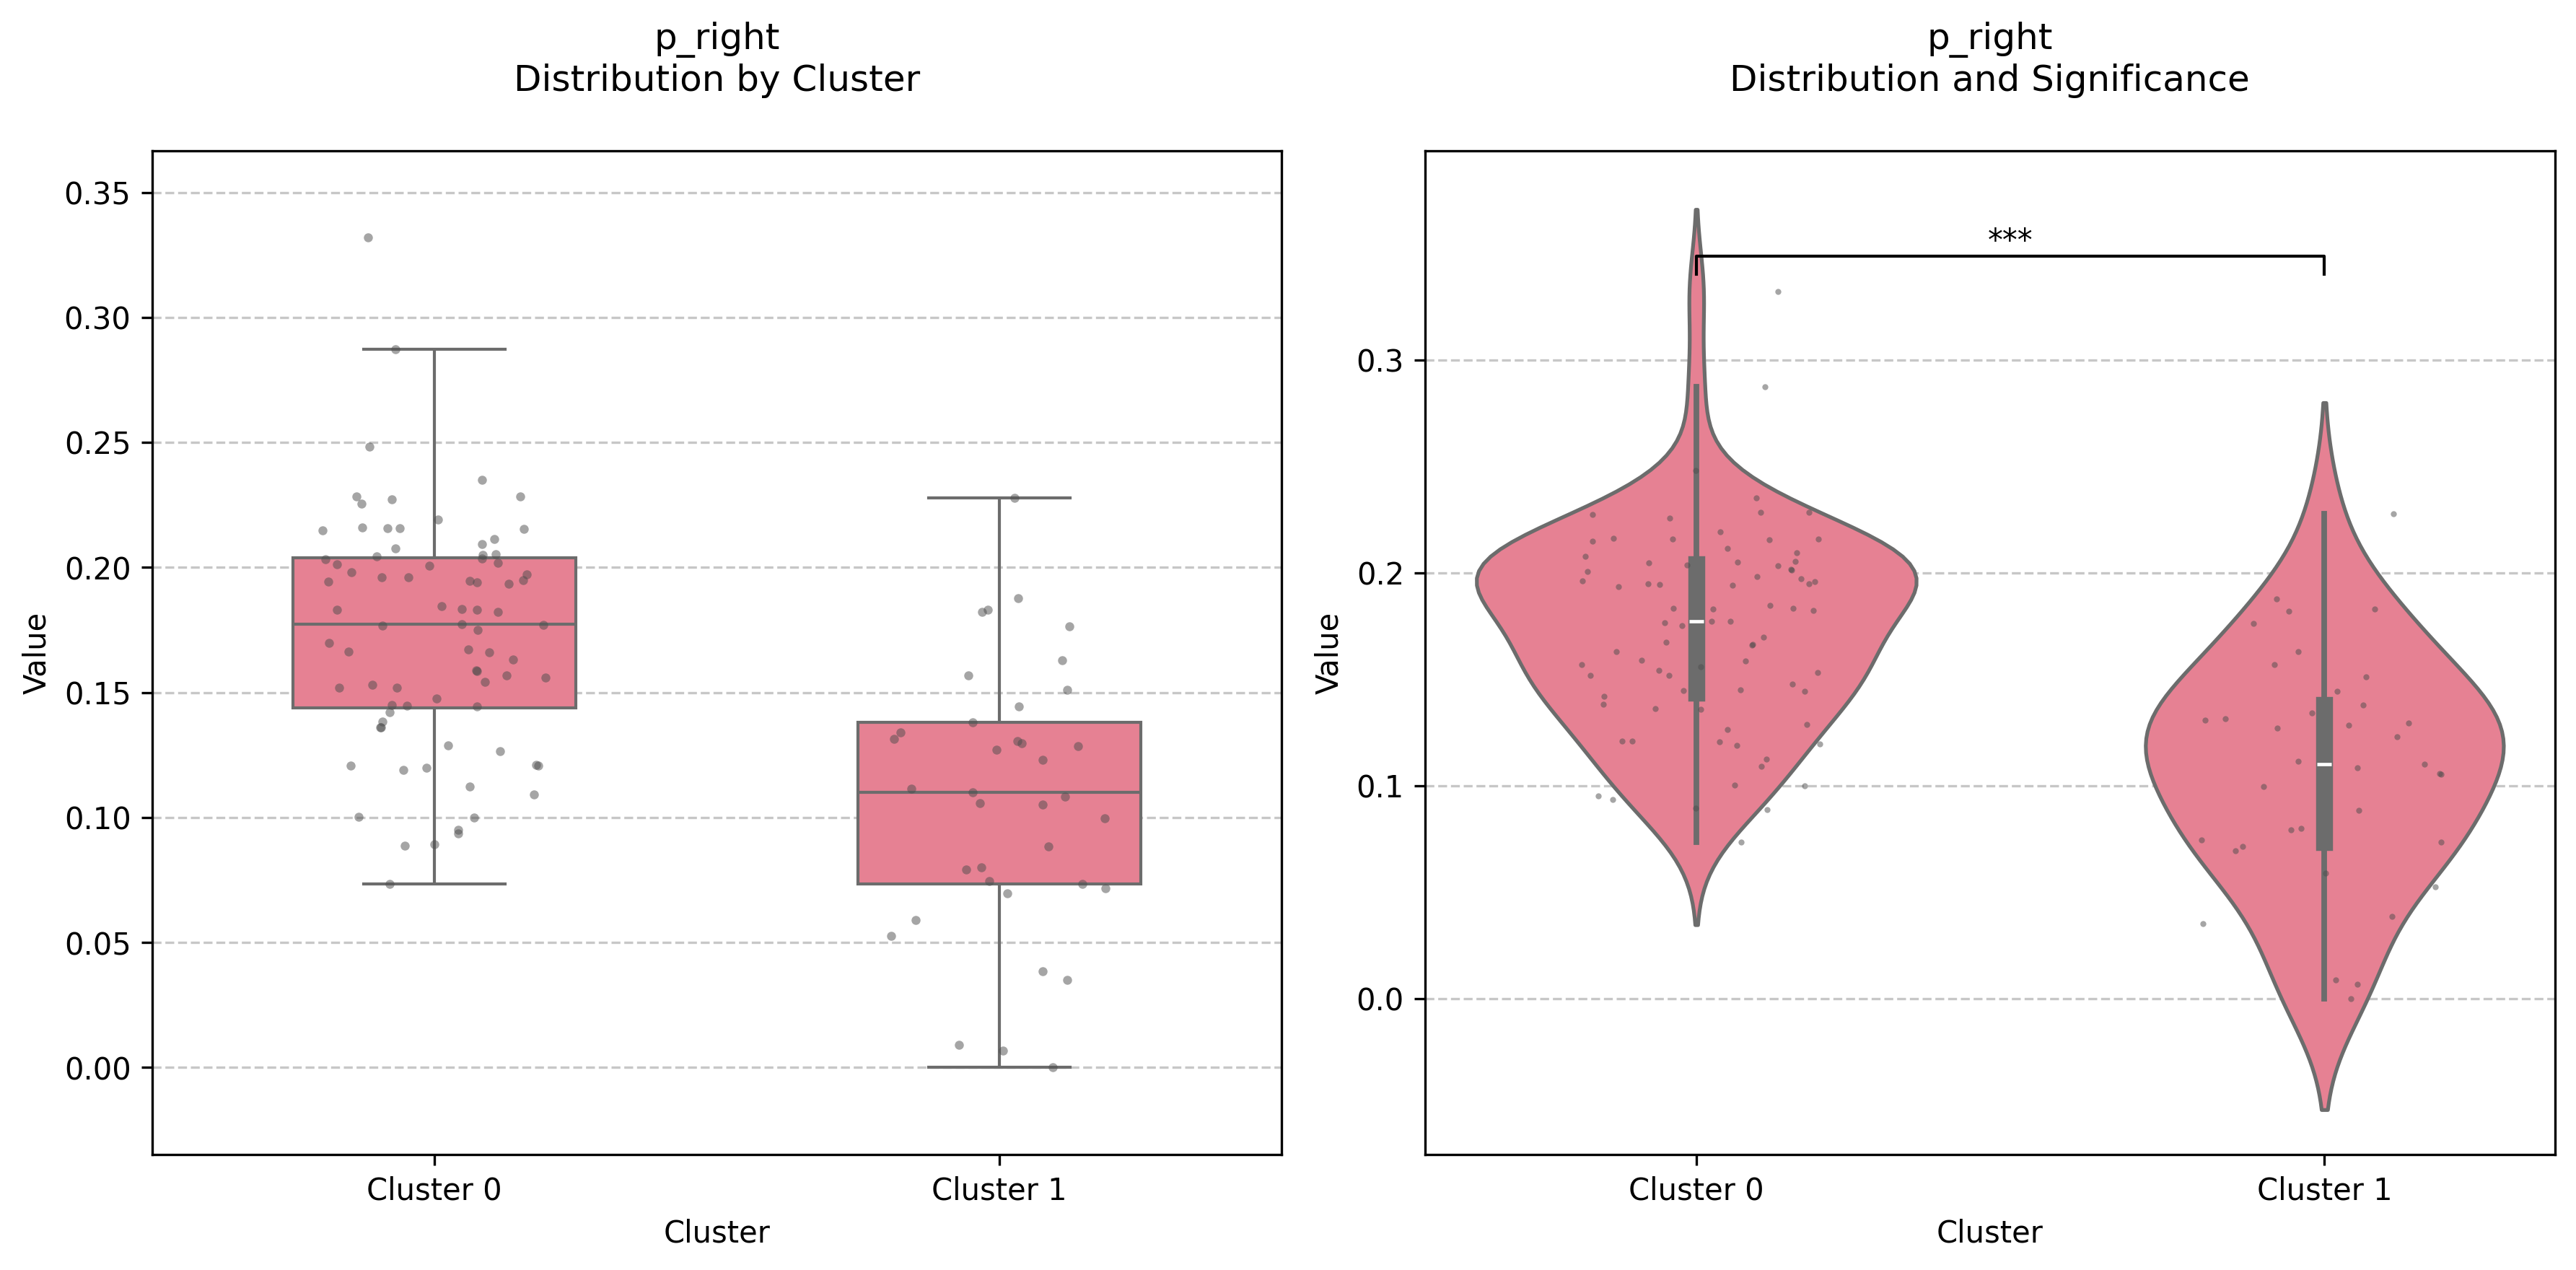 p_right
Distribution by Cluster
0.35
0.30
0.25
0.20
0.15
0.10
0.05
0.00
Value
Cluster 0
Cluster 1
Cluster
p_right
Distribution and Significance
***
0.3
0.2
0.1
0.0
Value
Cluster 0
Cluster 1
Cluster